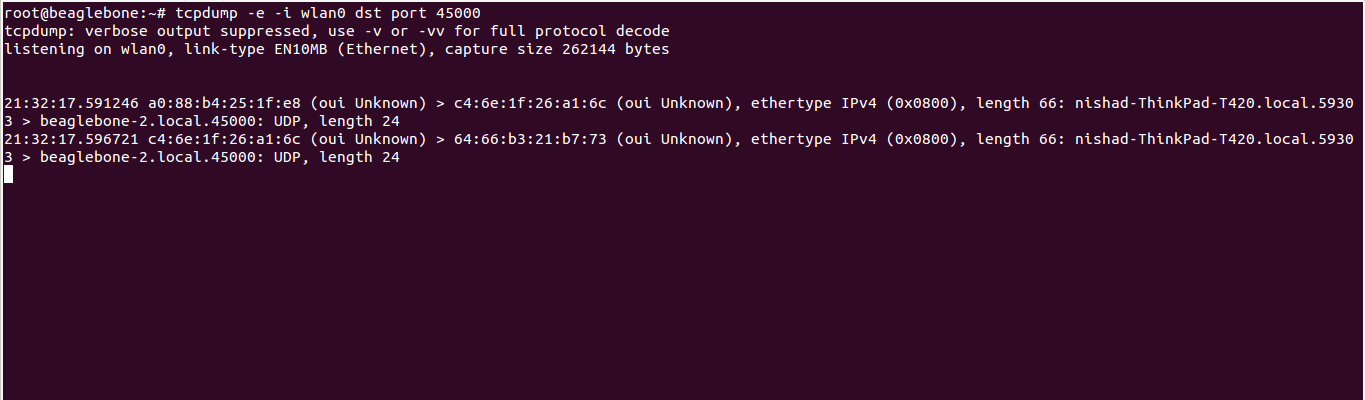 root@beaglebone:~# tcpdump -e -i wlan0 dst port 45000
tcpdump: verbose output suppressed, use -v or -vv for full protocol decode
listening on wlan0, link-type EN10MB (Ethernet), capture size 262144 bytes
21:32:17.591246 a0:88:b4:25:1f:e8 (oui Unknown) > c4:6e:1f:26:a1:6c (oui Unknown), ethertype IPv4 (0x0800), length 66: nishad-ThinkPad-T420.local.5930
3 > beaglebone-2.local.45000: UDP, length 24
21:32:17.596721 c4:6e:1f:26:a1:6c (oui Unknown) > 64:66:b3:21:b7:73 (oui Unknown), ethertype IPv4 (0x0800), length 66: nishad-ThinkPad-T420.local.5930
3 > beaglebone-2.local.45000: UDP, length 24